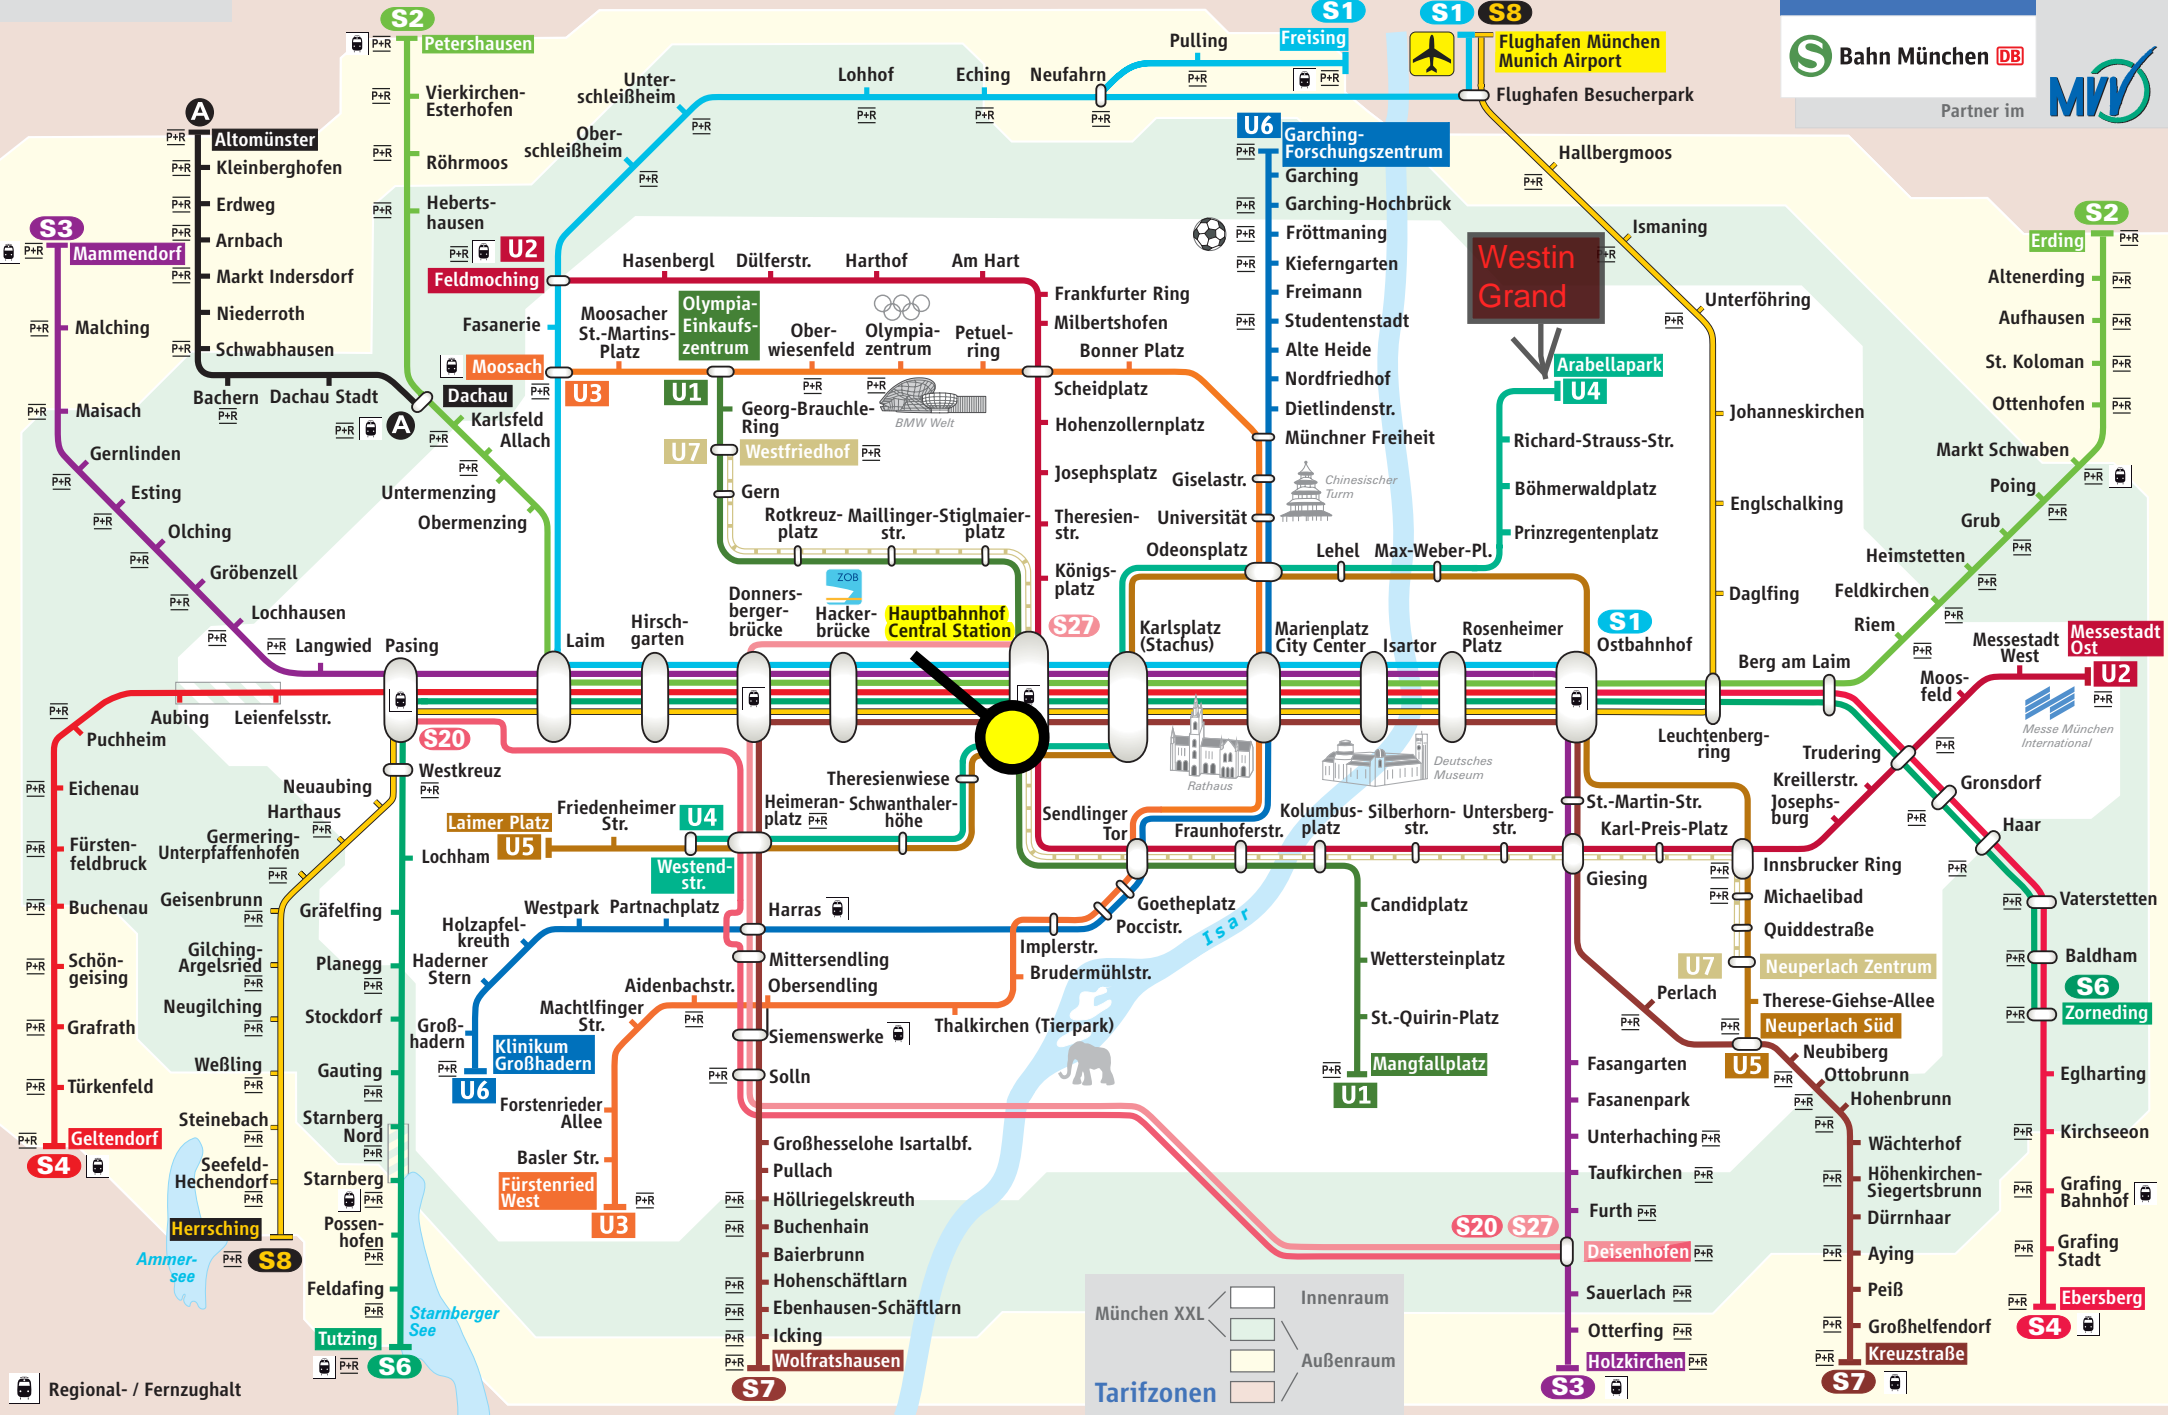 S2
Petershausen
P+R
Vierkirchen-
Esterhofen
P+R
Röhrmoos
P+R
Heberts-
hausen
P+R
A
Altomünster
P+R
Kleinberghofen
P+R
Erdweg
P+R
Arnbach
P+R
Markt Indersdorf
P+R
Niederroth
Schwabhausen
P+R
Bachern
P+R
Dachau Stadt
P+R
A
Dachau
Karlsfeld
P+R
Allach
P+R
Untermenzing
Obermenzing
S3
Mammendorf
P+R
Malching
P+R
Maisach
P+R
Gernlinden
P+R
Esting
P+R
Olching
P+R
Gröbenzell
P+R
Lochhausen
P+R
Langwied
P+R
S1
Freising
P+R
Pulling
P+R
Neufahrn
P+R
Eching
P+R
Lohhof
P+R
Unter-
schleißheim
P+R
Ober-
schleißheim
P+R
P+R
U2
Feldmoching
Fasanerie
Moosach
P+R
U3
S1
S8
Flughafen München
Munich Airport
Flughafen Besucherpark
Hallbergmoos
P+R
Ismaning
P+R
Unterföhring
P+R
Johanneskirchen
Englschalking
Daglfing
S Bahn München DB
Partner im
MVV
U6
Garching-
Forschungszentrum
P+R
Garching
Garching-Hochbrück
P+R
Fröttmaning
P+R
Kieferngarten
P+R
Freimann
Studentenstadt
P+R
Alte Heide
Nordfriedhof
Dietlindenstr.
Münchner Freiheit
Giselastr.
Universität
Odeonsplatz
Chinesischer
Turm
Westin
Grand
Arabellapark
U4
Richard-Strauss-Str.
Böhmerwaldplatz
Prinzregentenplatz
Max-Weber-Pl.
Lehel
Hasenbergl
Dülferstr.
Harthof
Am Hart
Frankfurter Ring
Milbertshofen
Scheidplatz
Hohenzollernplatz
Josephsplatz
Theresien-
str.
Königs-
platz
Moosacher
St.-Martins-
Platz
Olympia-
Einkaufs-
zentrum
Ober-
wiesenfeld
P+R
Olympia-
zentrum
P+R
Petuel-
ring
Bonner Platz
BMW Welt
U1
Georg-Brauchle-
Ring
U7
Westfriedhof
P+R
Gern
Rotkreuz-
platz
Maillinger-
str.
Stiglmaier-
platz
S2
Erding
P+R
Altenerding
P+R
Aufhausen
P+R
St. Koloman
P+R
Ottenhofen
P+R
Markt Schwaben
P+R
Poing
P+R
Grub
P+R
Heimstetten
P+R
Feldkirchen
P+R
Riem
P+R
Messestadt
West
Messestadt
Ost
U2
P+R
Messe München
International
Moos-
feld
Trudering
P+R
Kreillerstr.
Josephs-
burg
Pasing
Laim
Hirsch-
garten
Donners-
berger-
brücke
ZOB
Hacker-
brücke
Hauptbahnhof
Central Station
S27
Karlsplatz
(Stachus)
Marienplatz
City Center
Isartor
Rosenheimer
Platz
S1
Ostbahnhof
Berg am Laim
Leuchtenberg-
ring
Rathaus
Deutsches
Museum
Aubing
Leienfelsstr.
Puchheim
P+R
Eichenau
P+R
Fürsten-
feldbruck
P+R
Buchenau
P+R
Schön-
geising
P+R
Grafrath
P+R
Türkenfeld
P+R
Geltendorf
P+R
S4
S20
Westkreuz
P+R
Neuaubing
Harthaus
P+R
Germering-
Unterpfaffenhofen
P+R
Geisenbrunn
P+R
Gilching-
Argelsried
P+R
Neugilching
P+R
Weßling
P+R
Steinebach
P+R
Seefeld-
Hechendorf
P+R
Herrsching
P+R
S8
Ammer-
see
Lochham
Gräfelfing
Planegg
P+R
Stockdorf
Gauting
P+R
Starnberg
Nord
P+R
Starnberg
P+R
Possen-
hofen
P+R
Feldafing
P+R
Tutzing
P+R
S6
Starnberger
See
Laimer Platz
U5
Friedenheimer
Str.
U4
Westend-
str.
Heimeran-
platz P+R
Schwanthaler-
höhe
Theresienwiese
Holzapfel-
kreuth
Westpark
Partnachplatz
Harras
Haderner
Stern
Groß-
hadern
P+R
Klinikum
Großhadern
U6
Mittersendling
Obersendling
Aidenbachstr.
P+R
Machtlfinger
Str.
Siemenswerke
Solln
P+R
Forstenrieder
Allee
Basler Str.
Fürstenried
West
P+R
U3
Großhesselohe Isartalbf.
Pullach
Höllriegelskreuth
P+R
Buchenhain
P+R
Baierbrunn
Hohenschäftlarn
P+R
Ebenhausen-Schäftlarn
P+R
Icking
P+R
Wolfratshausen
P+R
S7
Sendlinger
Tor
Fraunhoferstr.
Kolumbus-
platz
Silberhorn-
str.
Untersberg-
str.
Goetheplatz
Poccistr.
Implerstr.
Brudermühlstr.
Thalkirchen (Tierpark)
Isar
Candidplatz
Wettersteinplatz
St.-Quirin-Platz
Mangfallplatz
P+R
U1
St.-Martin-Str.
Karl-Preis-Platz
Giesing
Innsbrucker Ring
P+R
Michaelibad
P+R
Quiddestraße
U7
Neuperlach Zentrum
Therese-Giehse-Allee
Neuperlach Süd
P+R
U5
Perlach
P+R
Neubiberg
P+R
Ottobrunn
P+R
Hohenbrunn
P+R
Wächterhof
Höhenkirchen-
Siegertsbrunn
P+R
Dürrnhaar
Aying
P+R
Peiß
Großhelfendorf
P+R
Kreuzstraße
P+R
S7
Fasangarten
Fasanenpark
Unterhaching P+R
Taufkirchen P+R
Furth P+R
S20
S27
Deisenhofen P+R
Sauerlach P+R
Otterfing P+R
Holzkirchen P+R
S3
Gronsdorf
P+R
Haar
P+R
Vaterstetten
P+R
Baldham
P+R
S6
Zorneding
P+R
Eglharting
Kirchseeon
P+R
Grafing
Bahnhof
P+R
Grafing
Stadt
P+R
Ebersberg
P+R
S4
München XXL
Innenraum
Außenraum
Tarifzonen
Regional- / Fernzughalt